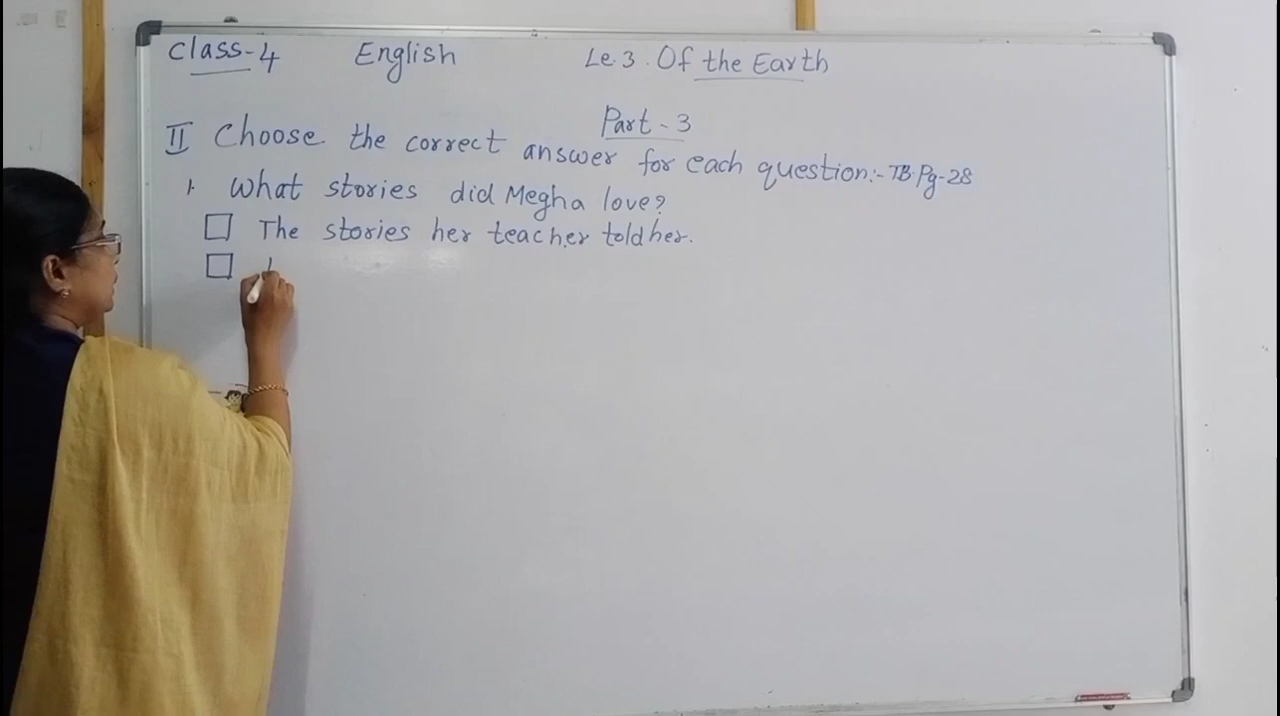 Class-4 English Le.3. Of the Earth
Part-3
II Choose the correct answer for each question:- TB.Pg-28
1. What stories did Megha love?
The stories her teacher told her.